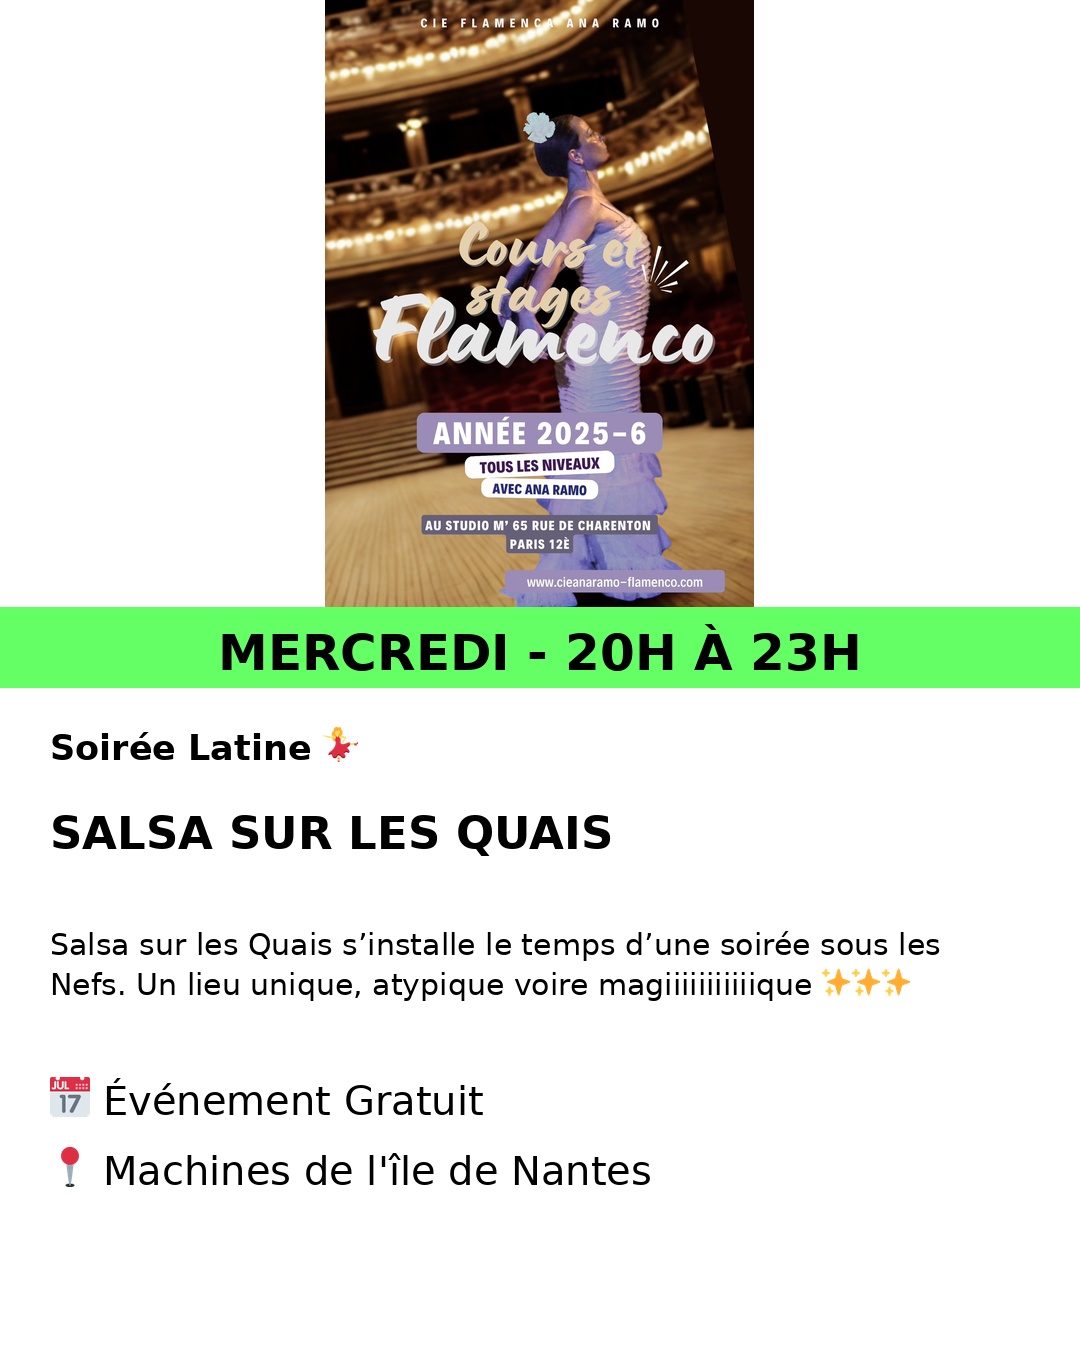 CIE FLAMENCA ANA RAMO
Cours et
stages
Flamenco
ANNÉE 2025-6
TOUS LES NIVEAUX
AVEC ANA RAMO
AU STUDIO M' 65 RUE DE CHARENTON
PARIS 12È
www.cieanaramo-flamenco.com
MERCREDI - 20H À 23H
Soirée Latine 💃
SALSA SUR LES QUAIS
Salsa sur les Quais s’installe le temps d’une soirée sous les
Nefs. Un lieu unique, atypique voire magiiiiiiiiiiique ✨✨✨
📅 Événement Gratuit
📍 Machines de l'île de Nantes